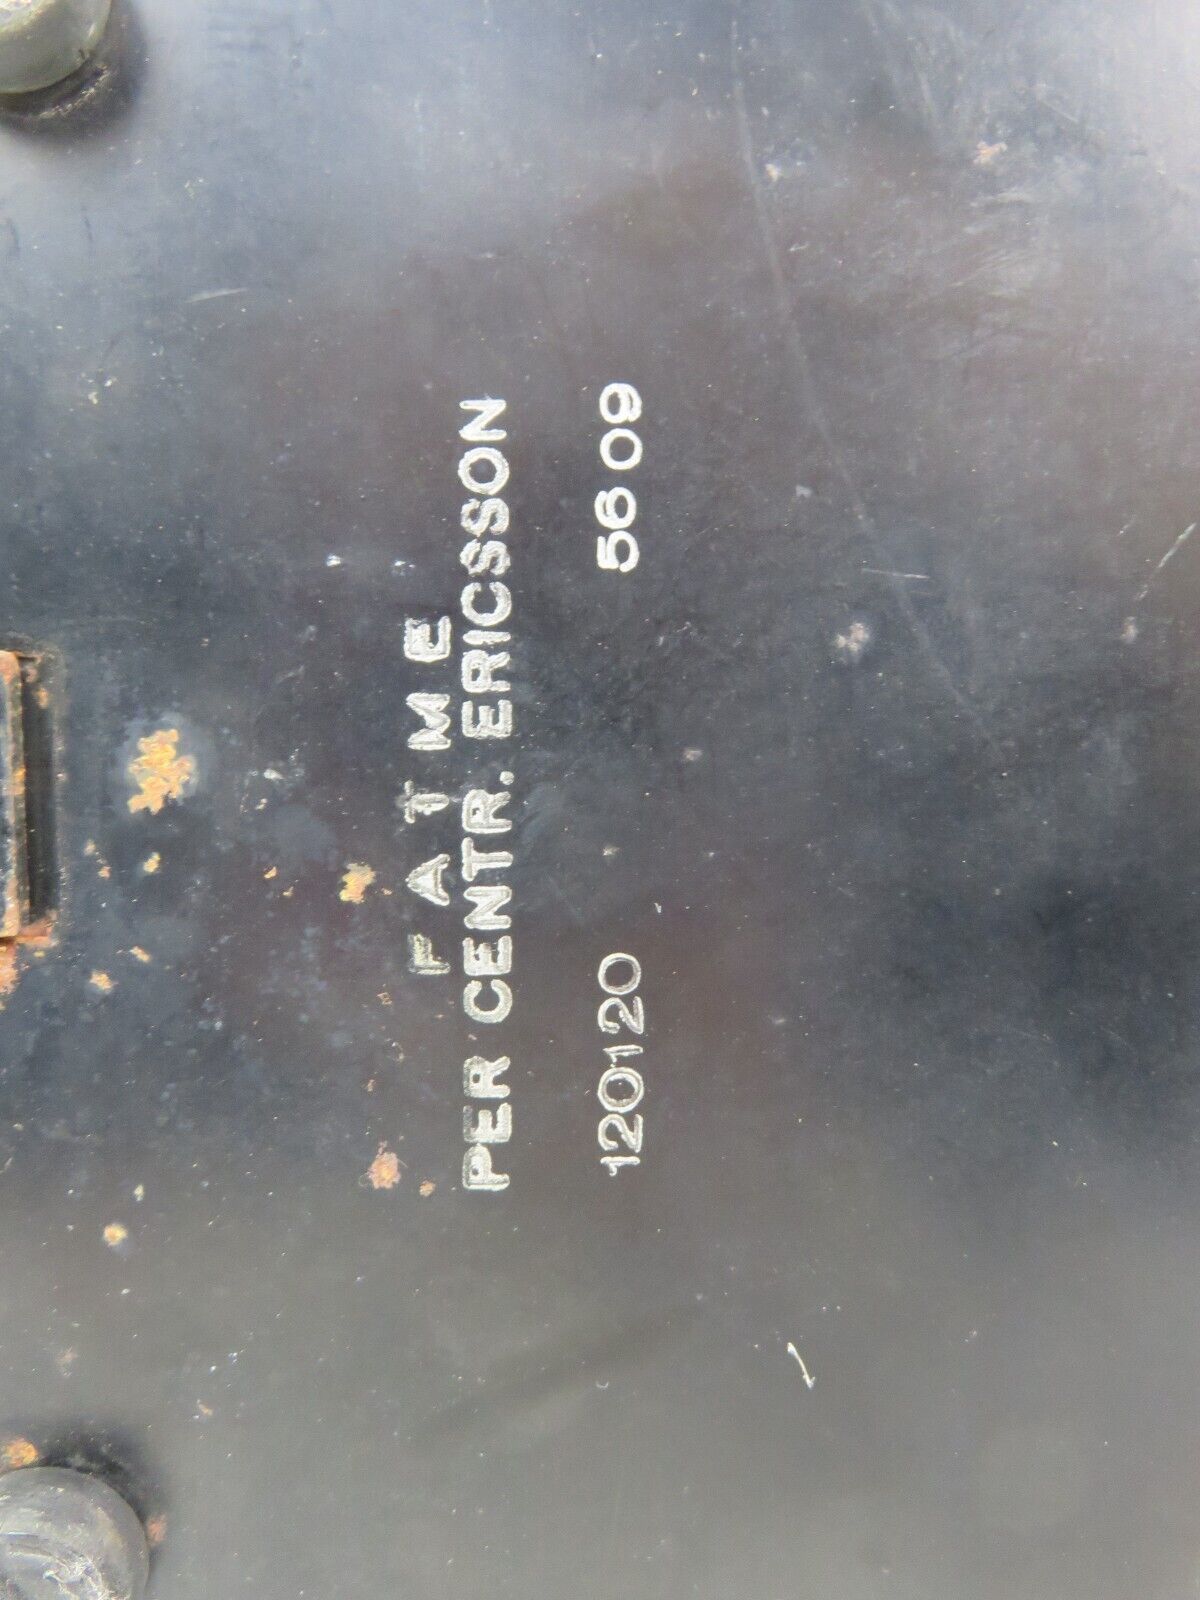 F A T M E
PER CENTR. ERICSSON
120120 5609